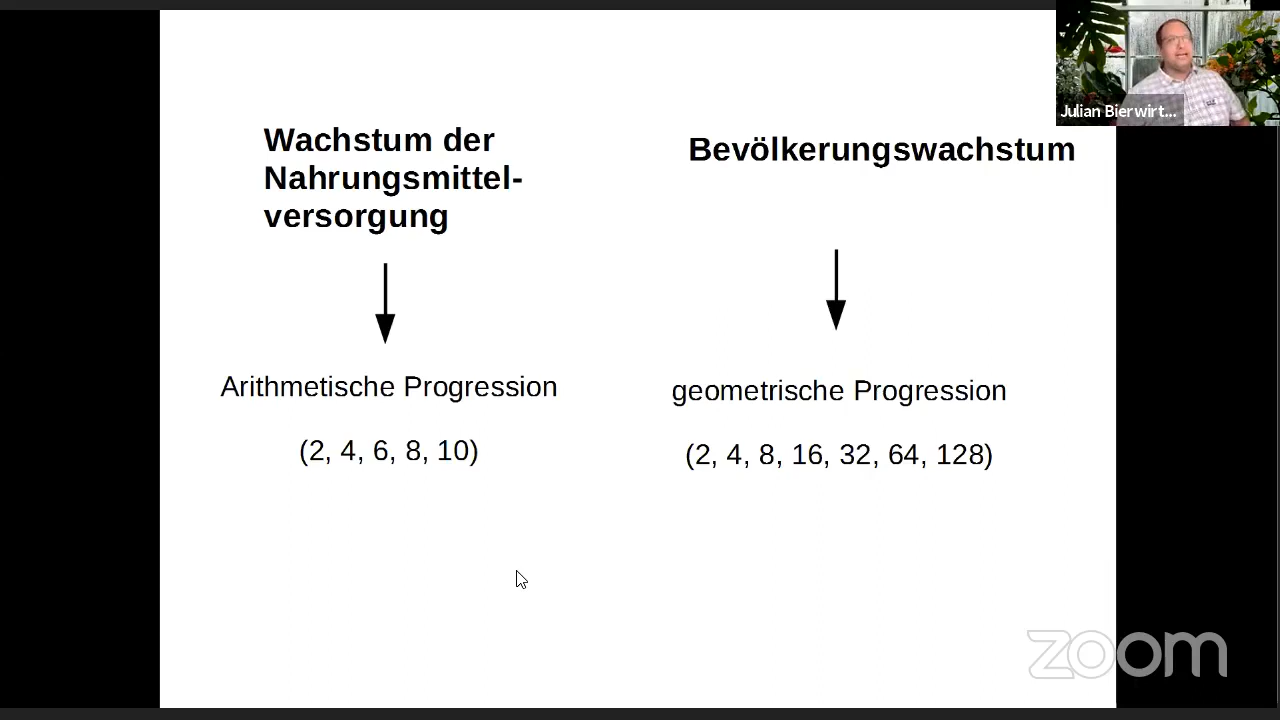 Wachstum der
Nahrungsmittel-
versorgung
Arithmetische Progression
(2, 4, 6, 8, 10)
Bevölkerungswachstum
geometrische Progression
(2, 4, 8, 16, 32, 64, 128)
Julian Bierwirt...
zoom